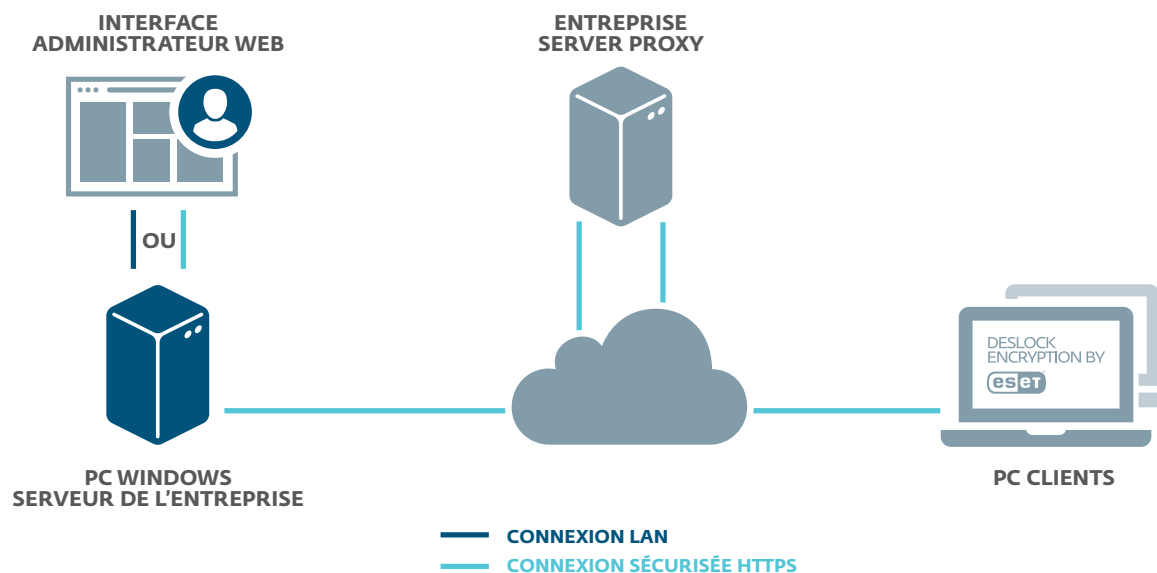 INTERFACE
ADMINISTRATEUR WEB
ENTREPRISE
SERVER PROXY
OU
DESLOCK
ENCRYPTION BY
eset
PC WINDOWS
SERVEUR DE L'ENTREPRISE
PC CLIENTS
CONNEXION LAN
CONNEXION SÉCURISÉE HTTPS